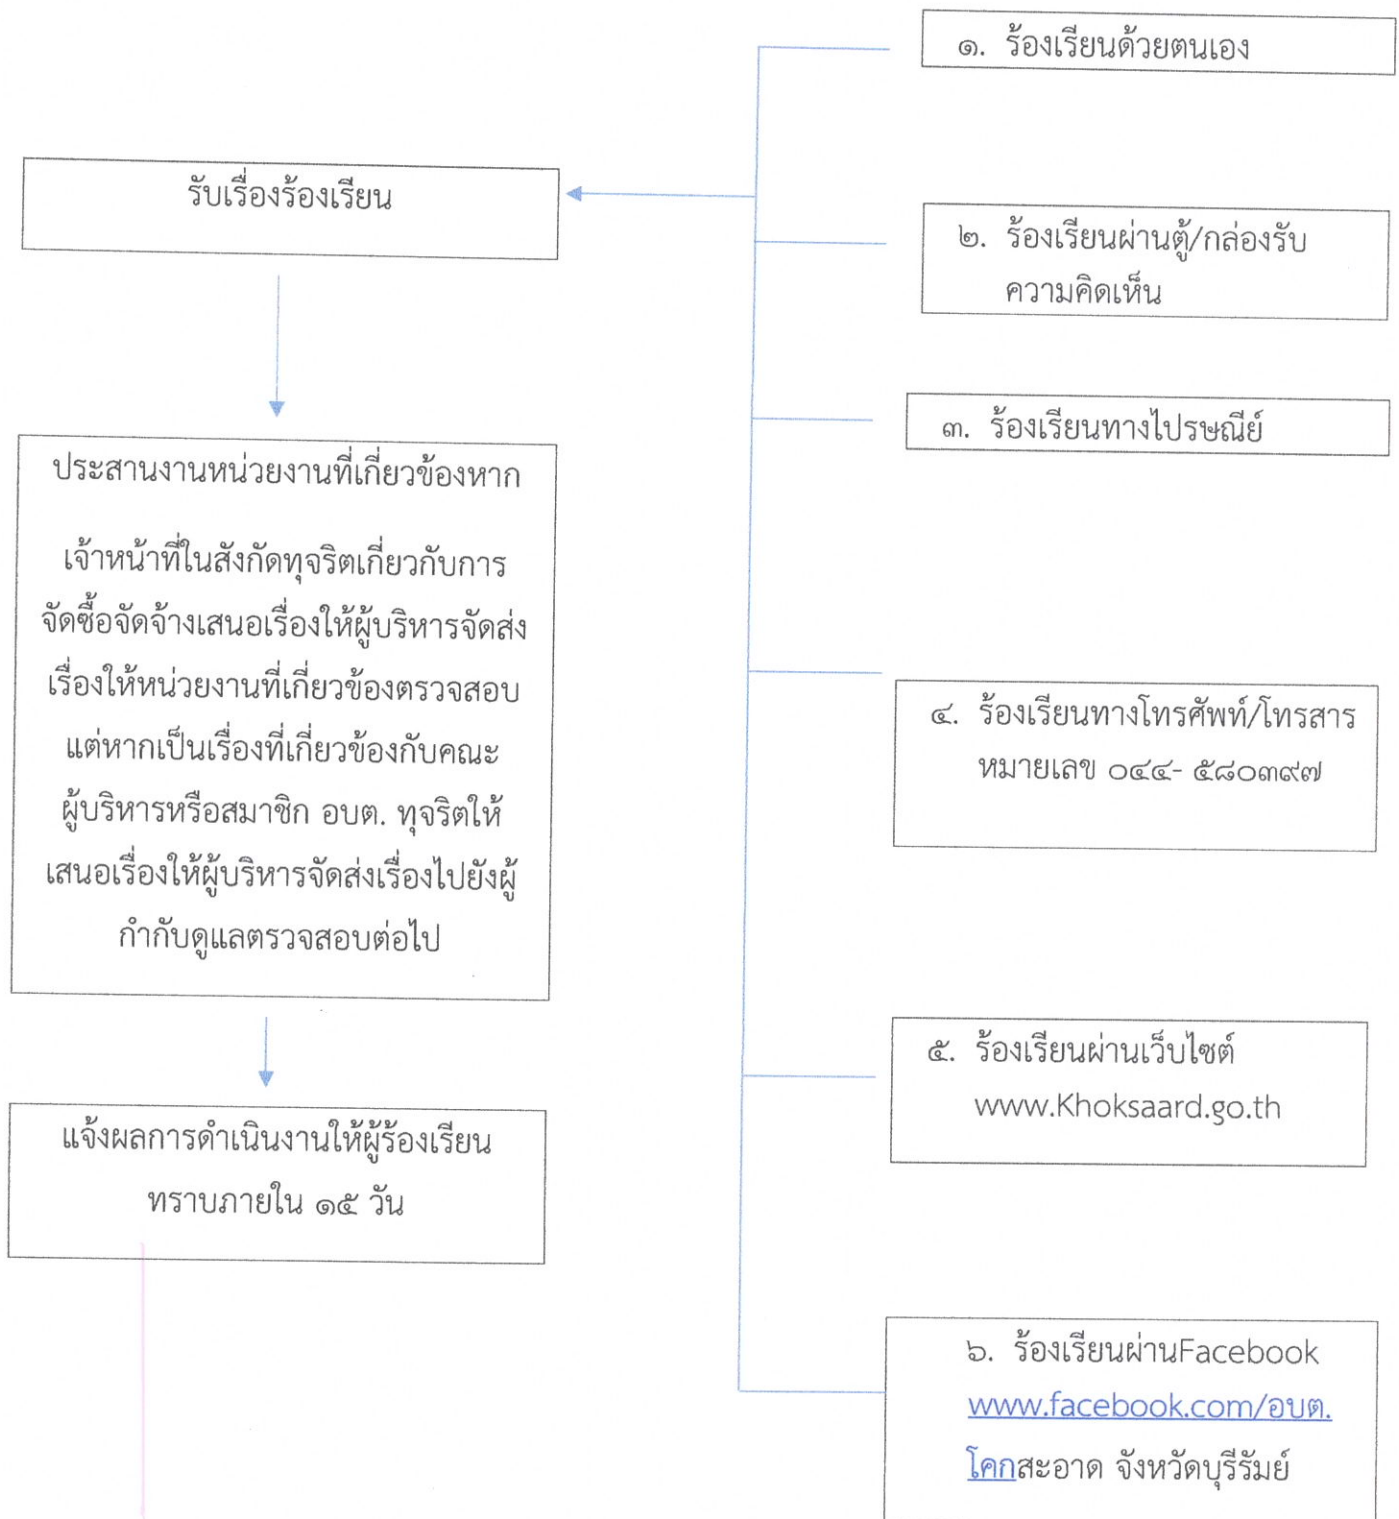 ๑. ร้องเรียนด้วยตนเอง
รับเรื่องร้องเรียน
๒. ร้องเรียนผ่านตู้/กล่องรับ
ความคิดเห็น
๓. ร้องเรียนทางไปรษณีย์
ประสานงานหน่วยงานที่เกี่ยวข้องหาก
เจ้าหน้าที่ในสังกัดทุจริตเกี่ยวกับการ
จัดซื้อจัดจ้างเสนอเรื่องให้ผู้บริหารจัดส่ง
เรื่องให้หน่วยงานที่เกี่ยวข้องตรวจสอบ
แต่หากเป็นเรื่องที่เกี่ยวข้องกับคณะ
ผู้บริหารหรือสมาชิก อบต. ทุจริตให้
เสนอเรื่องให้ผู้บริหารจัดส่งเรื่องไปยังผู้
กำกับดูแลตรวจสอบต่อไป
๔. ร้องเรียนทางโทรศัพท์/โทรสาร
หมายเลข ๐๔๔- ๕๘๐๓๙๗
๕. ร้องเรียนผ่านเว็บไซต์
www.Khoksaard.go.th
แจ้งผลการดำเนินงานให้ผู้ร้องเรียน
ทราบภายใน ๑๕ วัน
๖. ร้องเรียนผ่านFacebook
www.facebook.com/อบต.
โคกสะอาด จังหวัดบุรีรัมย์